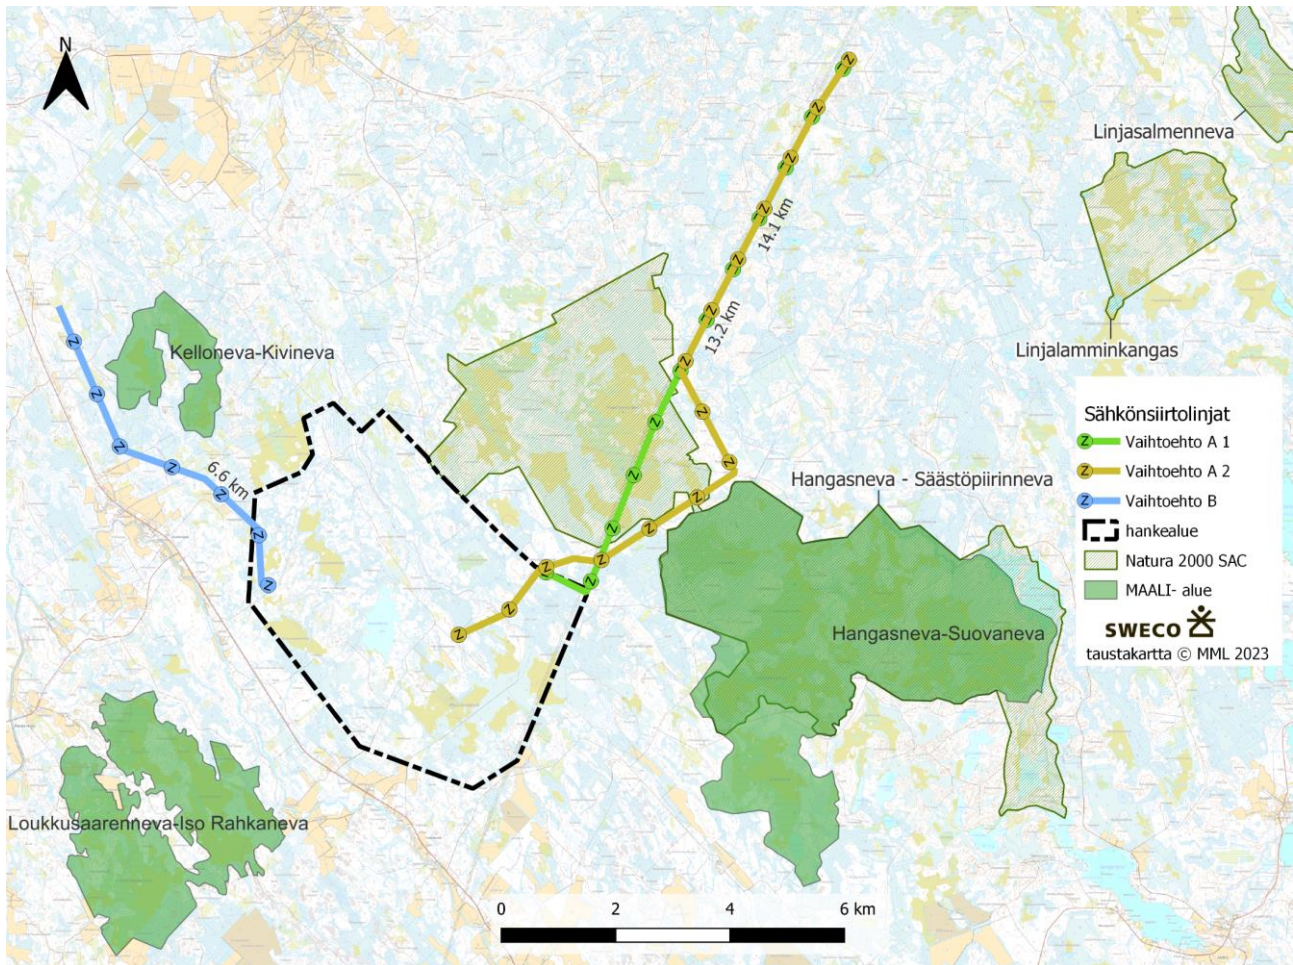 N
Linjasalmenneva
14.1 km
13.2 km
Kelloneva-Kivineva
Linjalamminkangas
6.6 km
Hangasneva - Säästöpiirinneva
Hangasneva-Suovaneva
Loukkusaarenneva-Iso Rahkaneva
Sähkönsiirtolinjat
Z Vaihtoehto A 1
Z Vaihtoehto A 2
Z Vaihtoehto B
hankealue
Natura 2000 SAC
MAALI- alue
SWECO
taustakartta © MML 2023
0 2 4 6 km